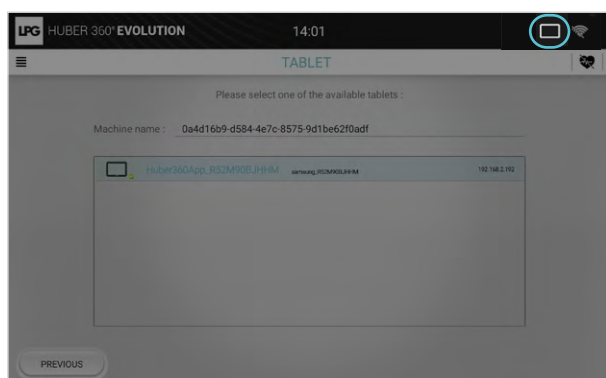 LPG HUBER 360° EVOLUTION 14:01
TABLET
Please select one of the available tablets :
Machine name : 0a4d16b9-d584-4e7c-8575-9d1be62f0adf
Huber360App_R52M90BJHHM samsung_R52M90BJHHM 192.168.2.192
PREVIOUS